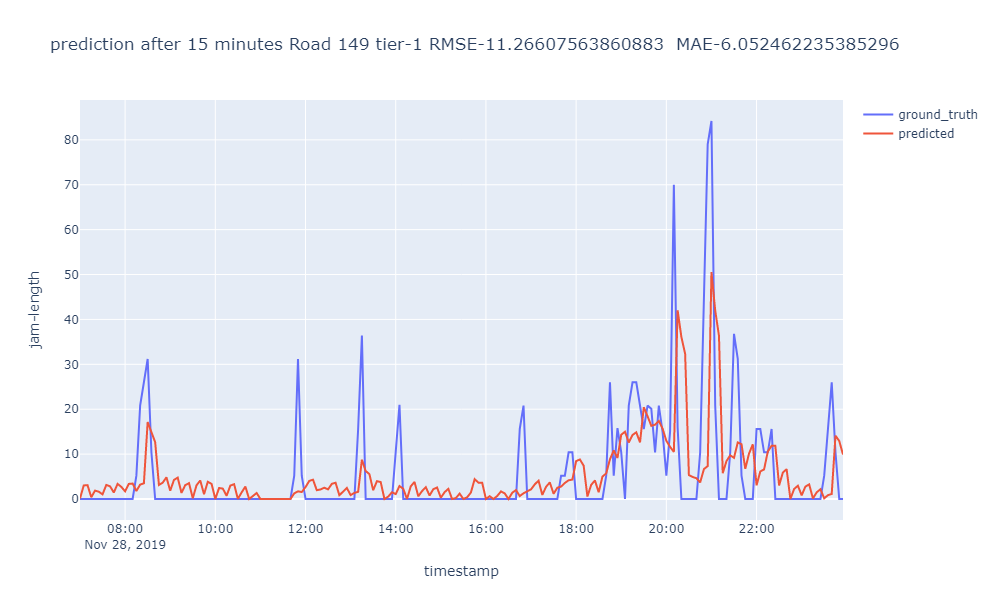 prediction after 15 minutes Road 149 tier-1 RMSE-11.26607563860883  MAE-6.052462235385296
ground_truth
predicted
80
70
60
50
40
30
20
10
0
jam-length
08:00 10:00 12:00 14:00 16:00 18:00 20:00 22:00
Nov 28, 2019
timestamp